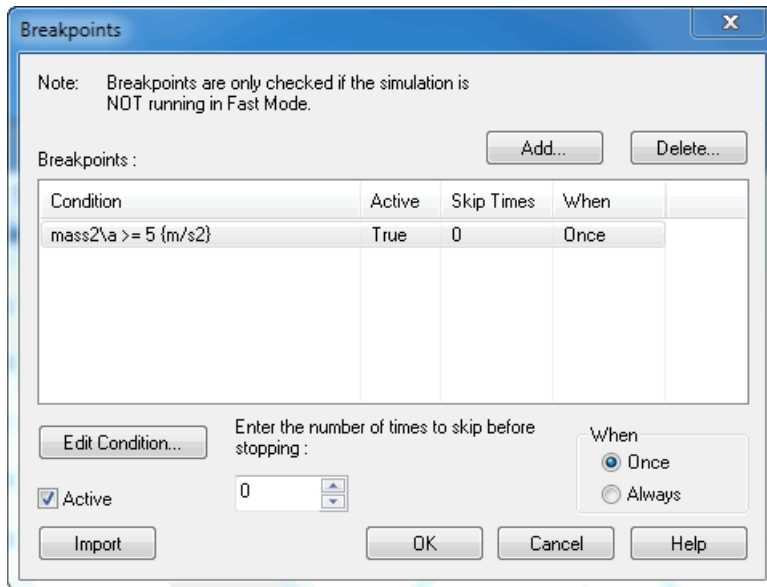 Breakpoints
Note: Breakpoints are only checked if the simulation is
NOT running in Fast Mode.
Add... Delete...
Breakpoints :
Condition Active Skip Times When
mass2\a >= 5 {m/s2} True 0 Once
Edit Condition...
Enter the number of times to skip before
stopping :
When
Once
Active
0
Always
Import OK Cancel Help